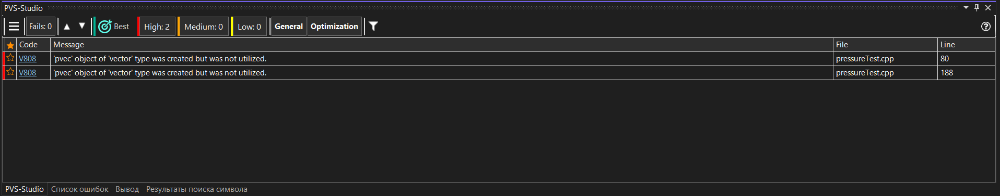 PVS-Studio
Fails: 0 Best High: 2 Medium: 0 Low: 0 General Optimization
Code Message File Line
V808 'pvec' object of 'vector' type was created but was not utilized. pressureTest.cpp 80
V808 'pvec' object of 'vector' type was created but was not utilized. pressureTest.cpp 188
PVS-Studio Список ошибок Вывод Результаты поиска символа